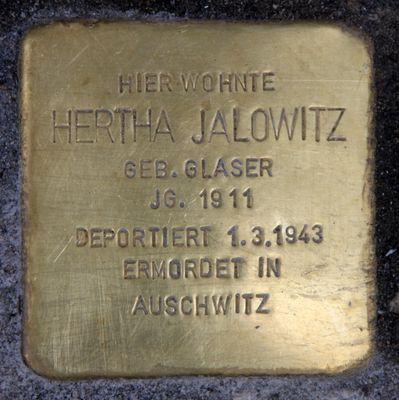 HIER WOHNTE
HERTHA JALOWITZ
GEB. GLASER
JG. 1911
DEPORTIERT 1.3.1943
ERMORDET IN
AUSCHWITZ